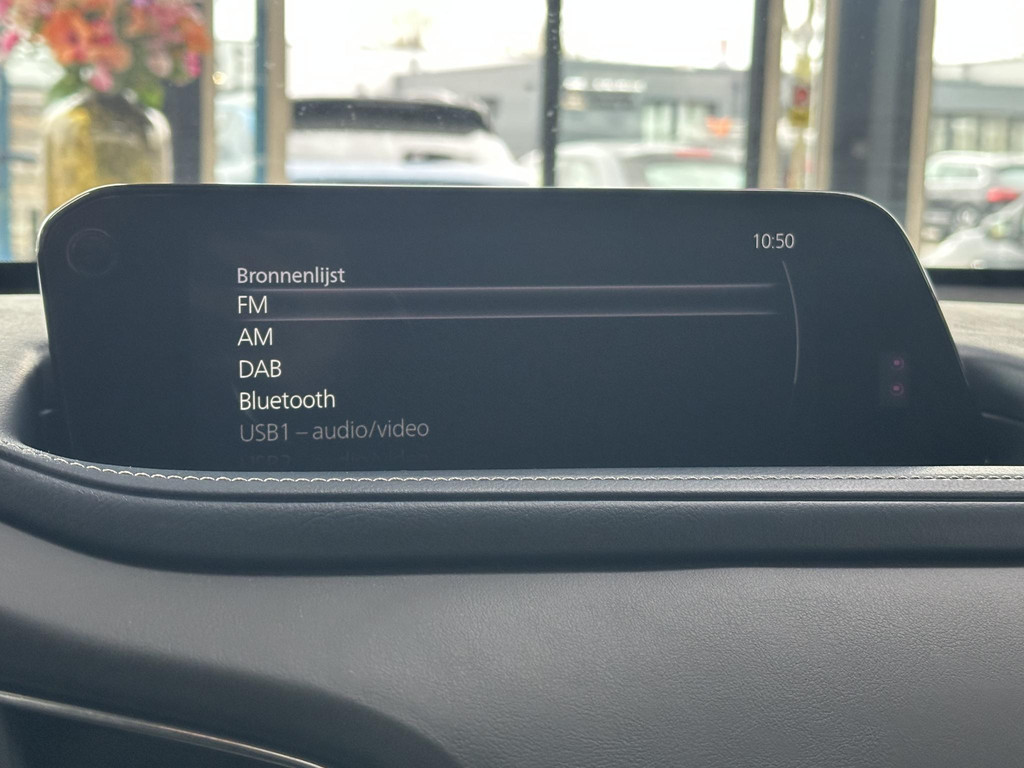 10:50
Bronnenlijst
FM
AM
DAB
Bluetooth
USB1 – audio/video